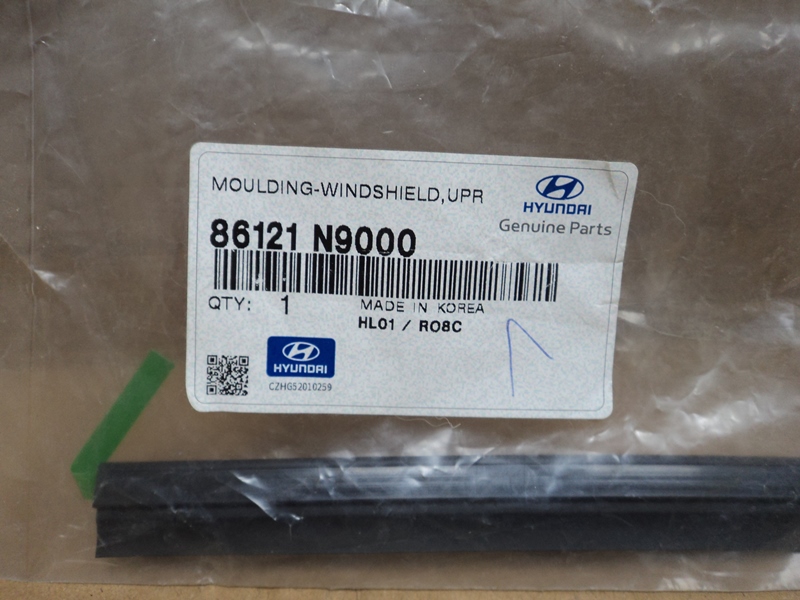 MOULDING-WINDSHIELD,UPR
HYUNDAI
Genuine Parts
86121 N9000
QTY: 1
MADE IN KOREA
HL01 / R08C
HYUNDAI
CZHG52010259